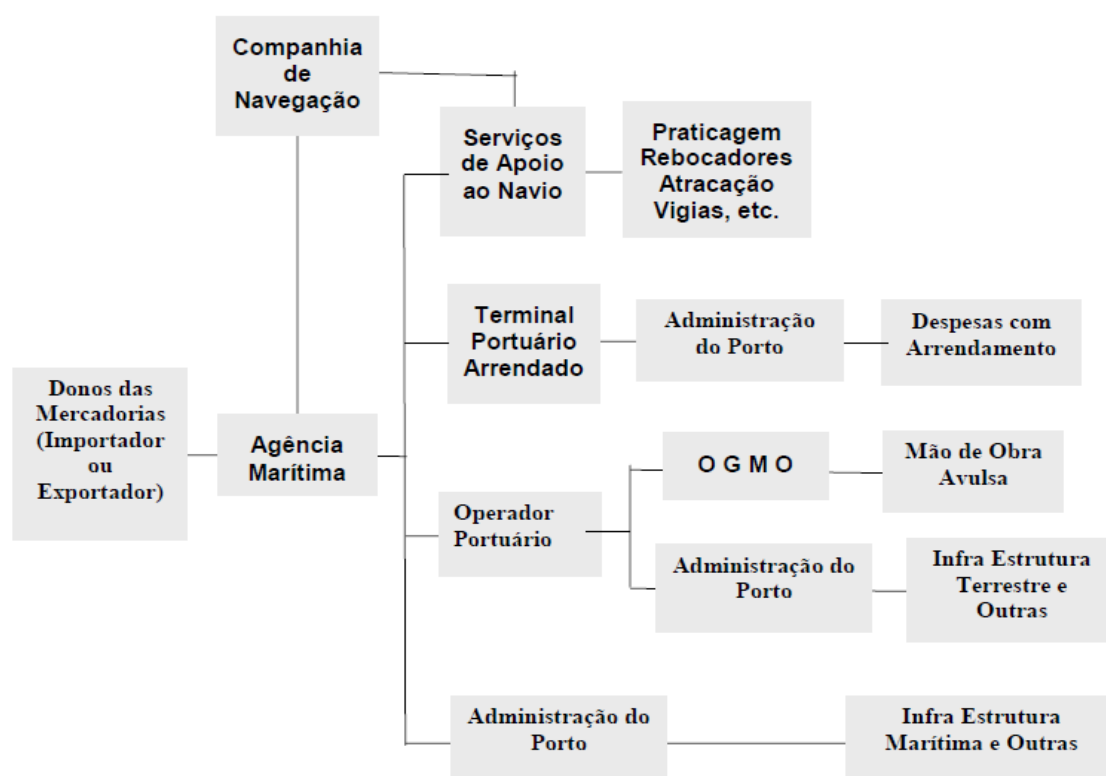 Companhia
de
Navegação
Serviços
de Apoio
ao Navio
Praticagem
Rebocadores
Atracação
Vigias, etc.
Terminal
Portuário
Arrendado
Administração
do Porto
Despesas com
Arrendamento
Donos das
Mercadorias
(Importador
ou
Exportador)
Agência
Marítima
O G M O
Mão de Obra
Avulsa
Operador
Portuário
Administração do
Porto
Infra Estrutura
Terrestre e
Outras
Administração do
Porto
Infra Estrutura
Marítima e Outras